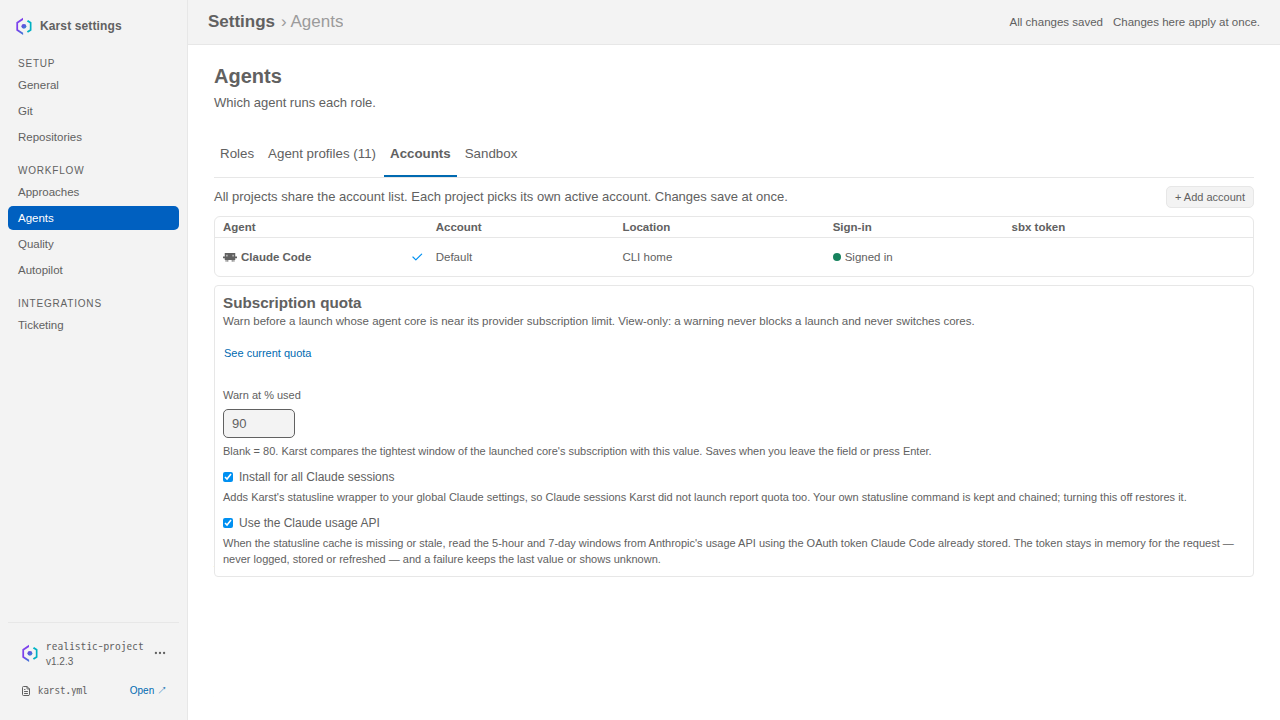 Karst settings
Settings › Agents
All changes saved Changes here apply at once.
SETUP
General
Git
Repositories
WORKFLOW
Approaches
Agents
Quality
Autopilot
INTEGRATIONS
Ticketing
realistic-project
v1.2.3
karst.yml Open ↗
Agents
Which agent runs each role.
Roles Agent profiles (11) Accounts Sandbox
All projects share the account list. Each project picks its own active account. Changes save at once.
+ Add account
Agent Account Location Sign-in sbx token
Claude Code Default CLI home Signed in
Subscription quota
Warn before a launch whose agent core is near its provider subscription limit. View-only: a warning never blocks a launch and never switches cores.
See current quota
Warn at % used
90
Blank = 80. Karst compares the tightest window of the launched core's subscription with this value. Saves when you leave the field or press Enter.
Install for all Claude sessions
Adds Karst's statusline wrapper to your global Claude settings, so Claude sessions Karst did not launch report quota too. Your own statusline command is kept and chained; turning this off restores it.
Use the Claude usage API
When the statusline cache is missing or stale, read the 5-hour and 7-day windows from Anthropic's usage API using the OAuth token Claude Code already stored. The token stays in memory for the request —
never logged, stored or refreshed — and a failure keeps the last value or shows unknown.